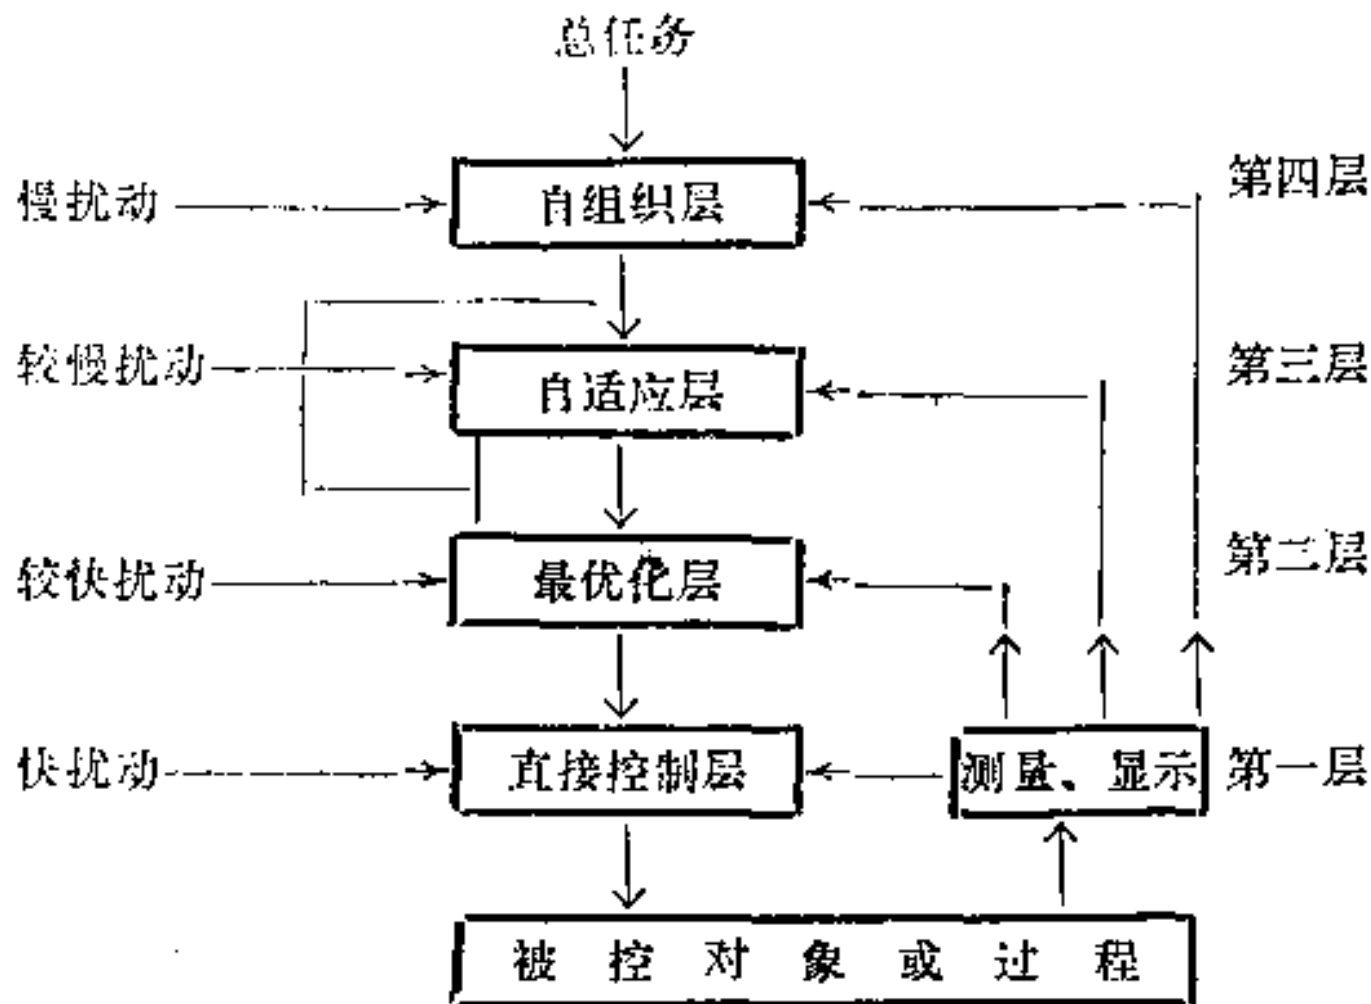 总任务
慢扰动 自组织层 第四层
较慢扰动 自适应层 第三层
较快扰动 最优化层 第二层
快扰动 直接控制层 测量、显示 第一层
被控对象或过程